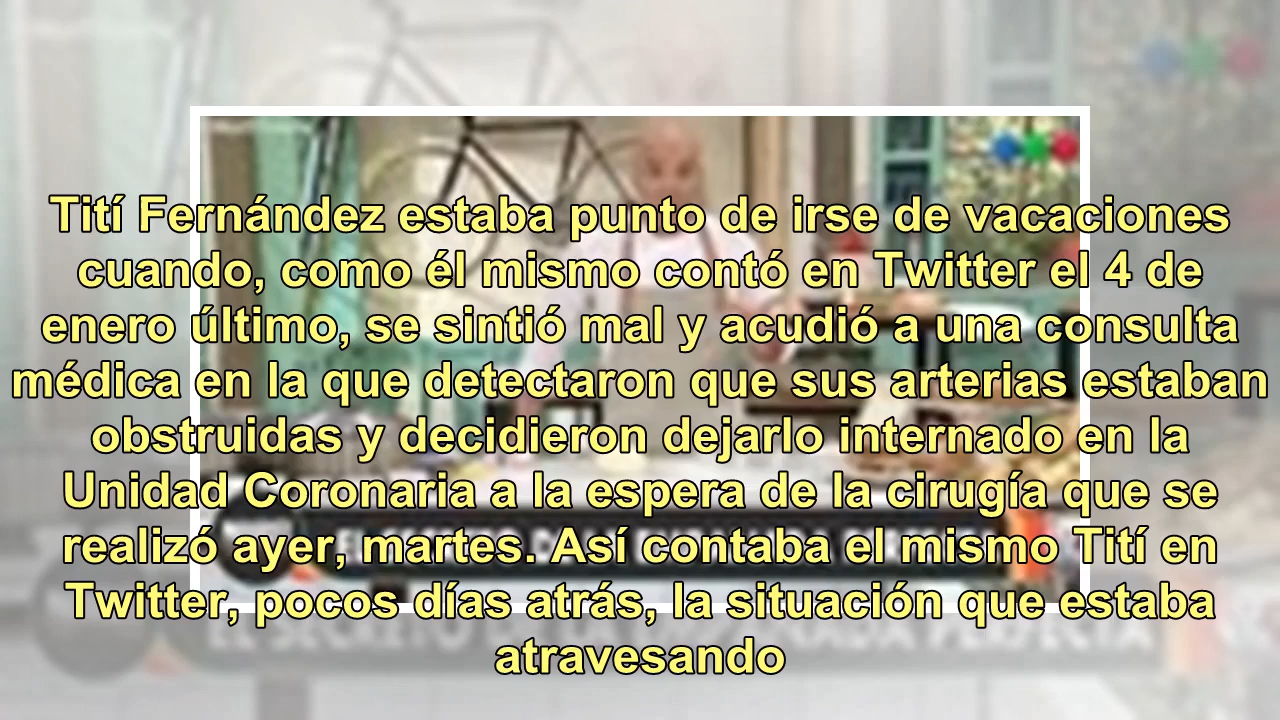 Tití Fernández estaba punto de irse de vacaciones
cuando, como él mismo contó en Twitter el 4 de
enero último, se sintió mal y acudió a una consulta
médica en la que detectaron que sus arterias estaban
obstruidas y decidieron dejarlo internado en la
Unidad Coronaria a la espera de la cirugía que se
realizó ayer, martes. Así contaba el mismo Tití en
Twitter, pocos días atrás, la situación que estaba
atravesando